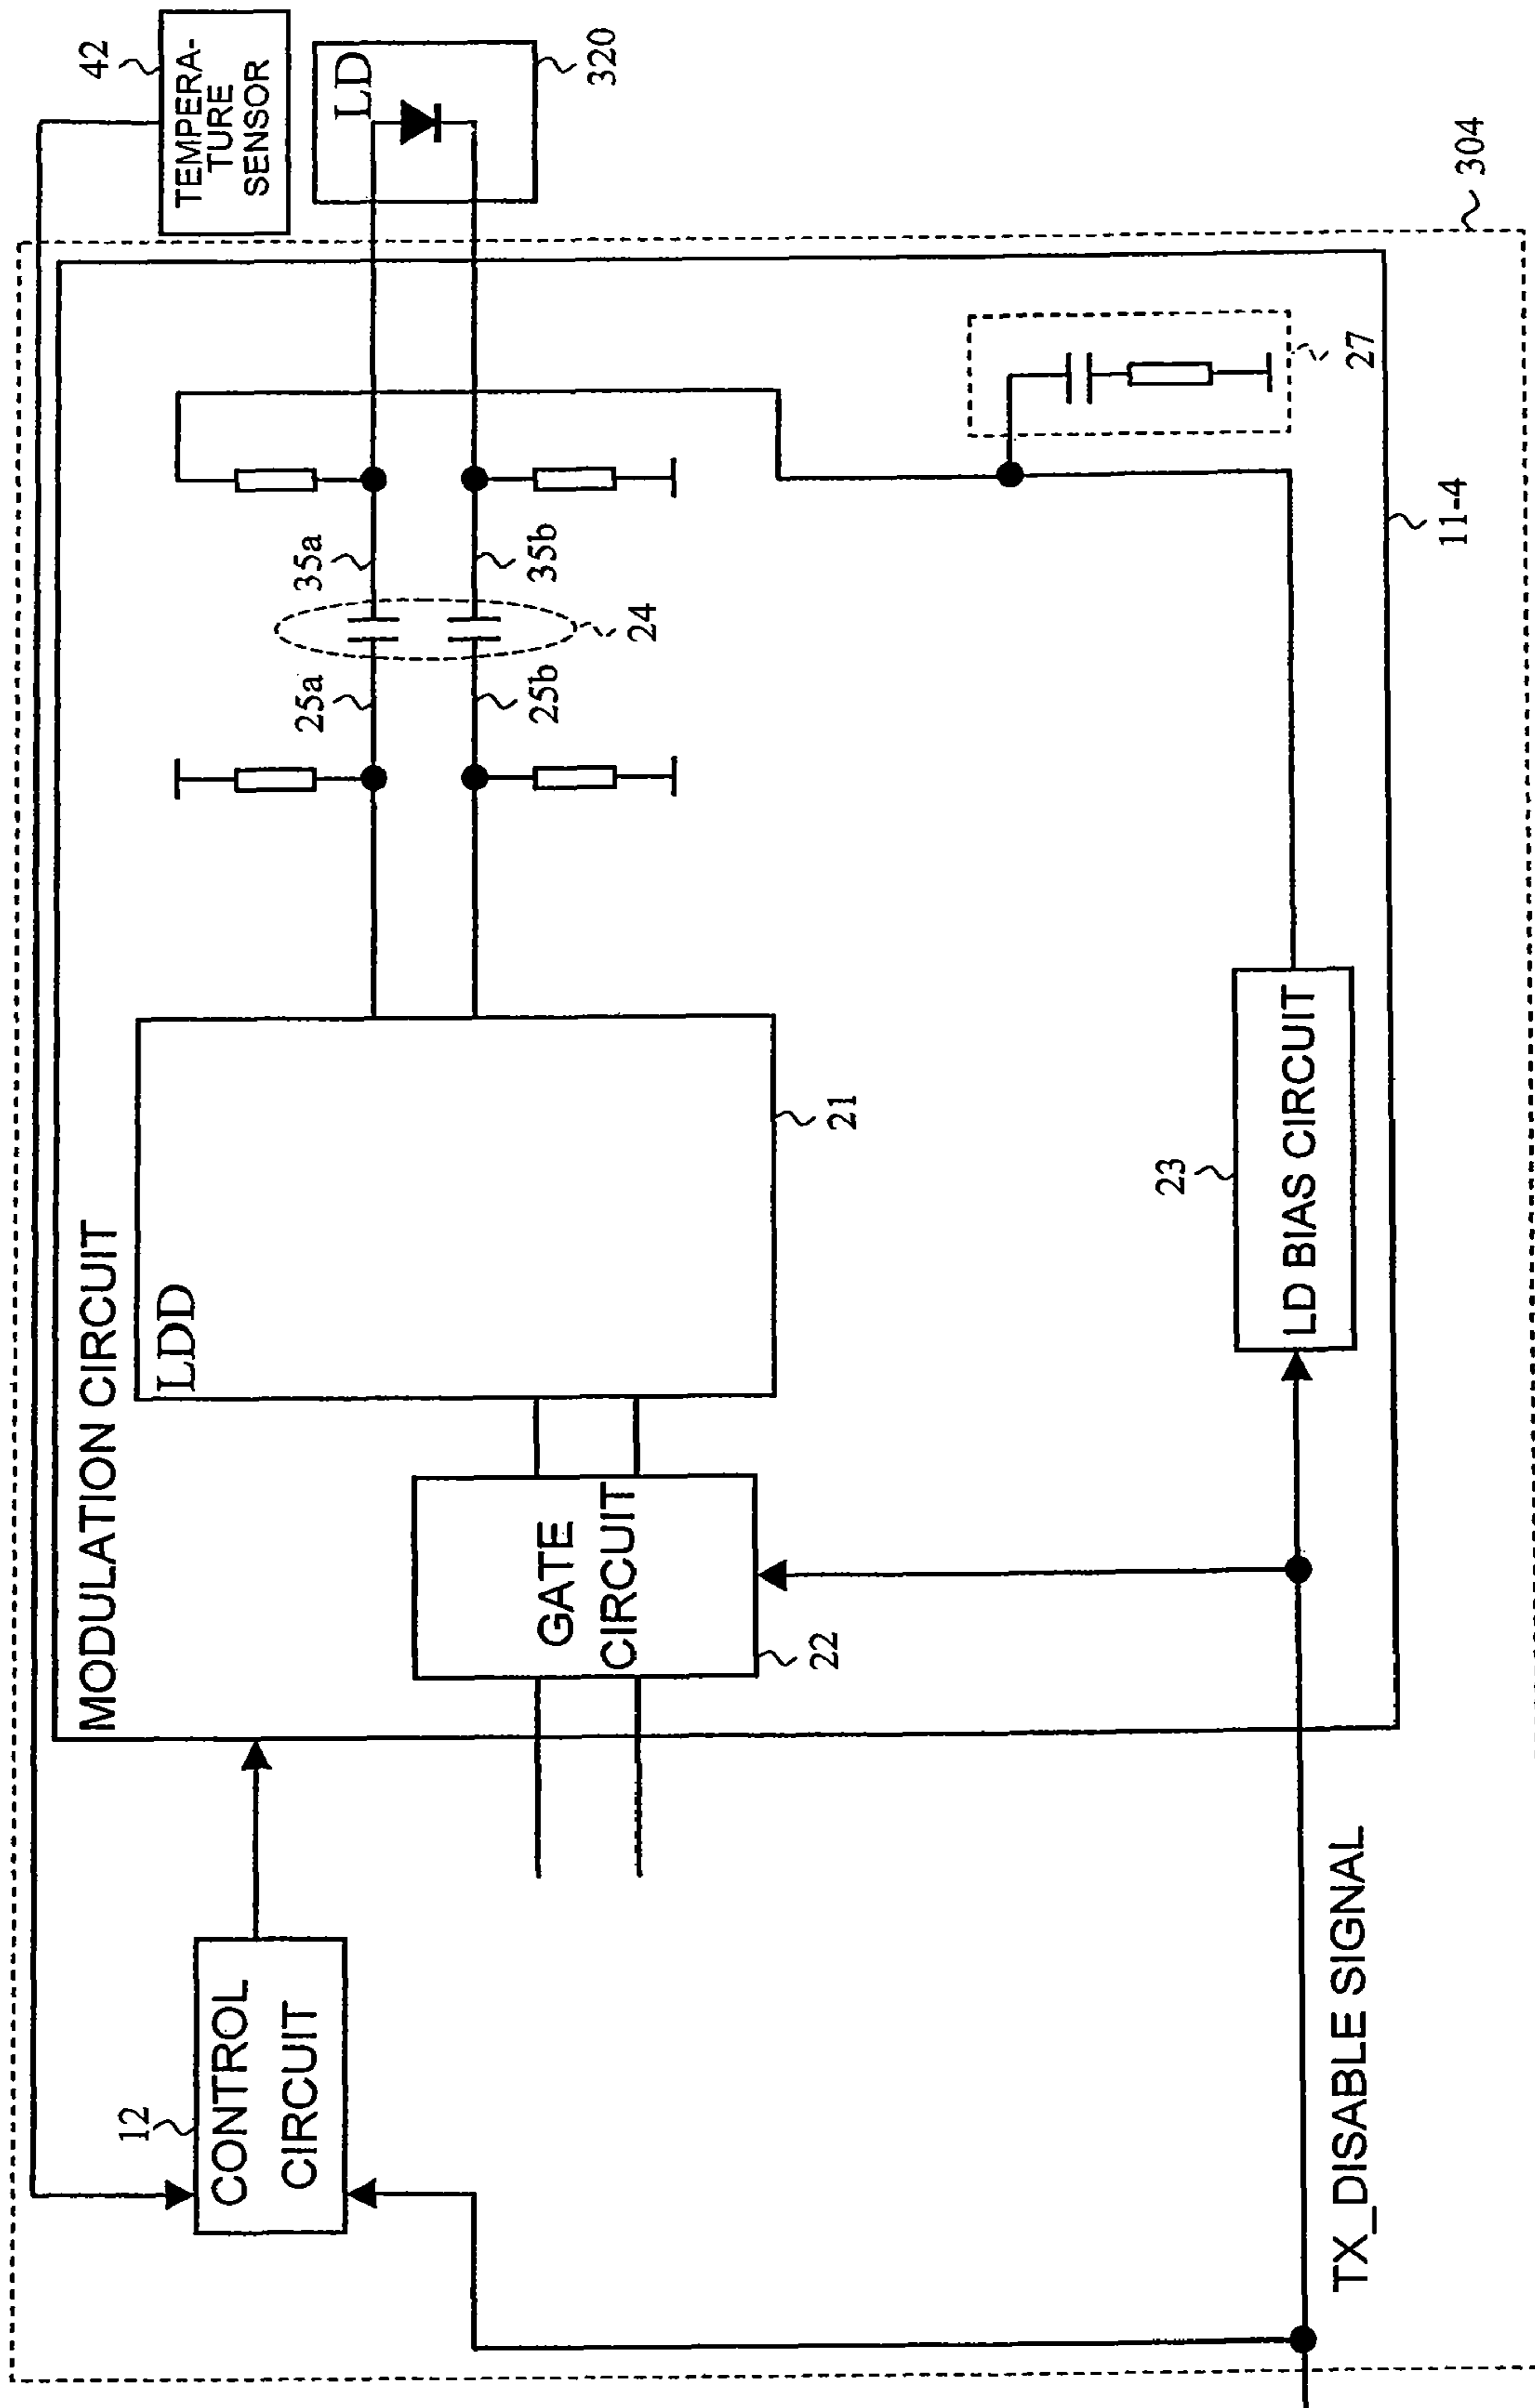 304
12
CONTROL
CIRCUIT
MODULATION CIRCUIT
GATE
CIRCUIT
22
LDD
21
25a
25b
24
35a
35b
42
TEMPERA-
TURE
SENSOR
LD
320
27
11-4
23
LD BIAS CIRCUIT
TX_DISABLE SIGNAL